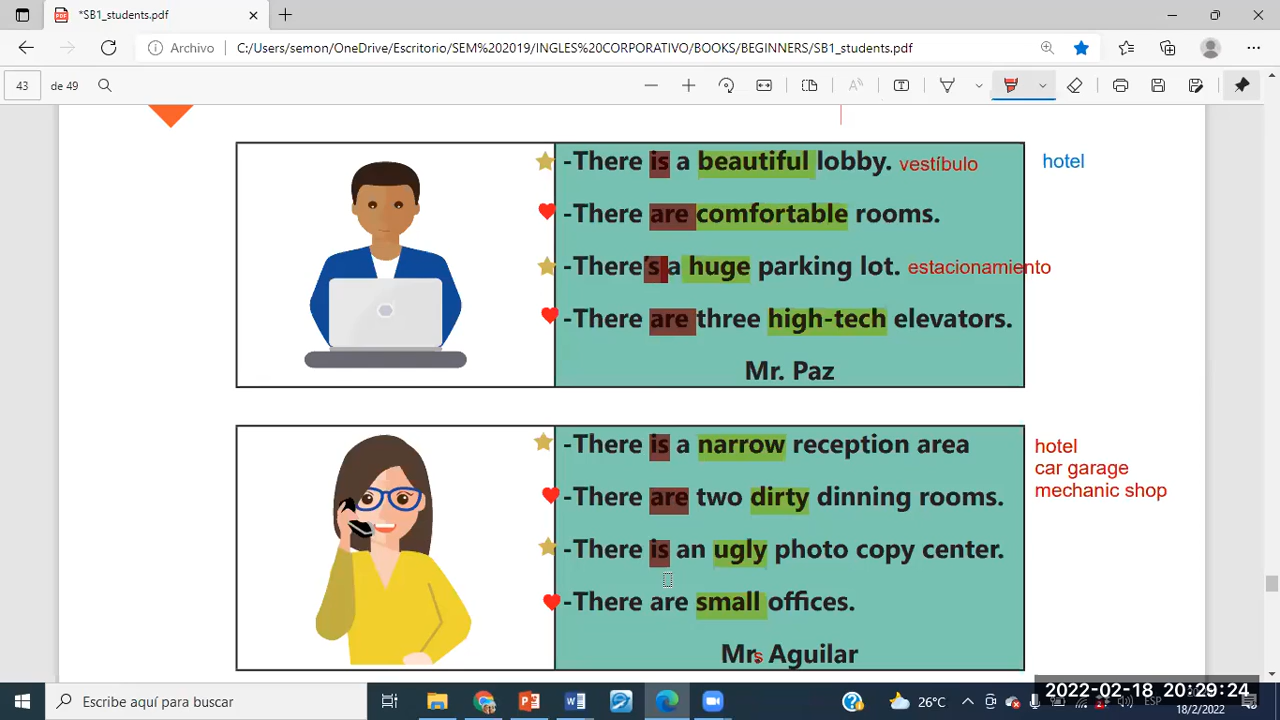 *SB1_students.pdf
Archivo C:/Users/semon/OneDrive/Escritorio/SEM%202019/INGLES%20CORPORATIVO/BOOKS/BEGINNERS/SB1_students.pdf
43 de 49
-There is a beautiful lobby. vestíbulo hotel
-There are comfortable rooms.
-There's a huge parking lot. estacionamiento
-There are three high-tech elevators.
Mr. Paz
-There is a narrow reception area hotel
car garage
-There are two dirty dinning rooms. mechanic shop
-There is an ugly photo copy center.
-There are small offices.
Mrs Aguilar
Escribe aquí para buscar
26°C
ESP
2022-02-18 20:29:24
18/2/2022